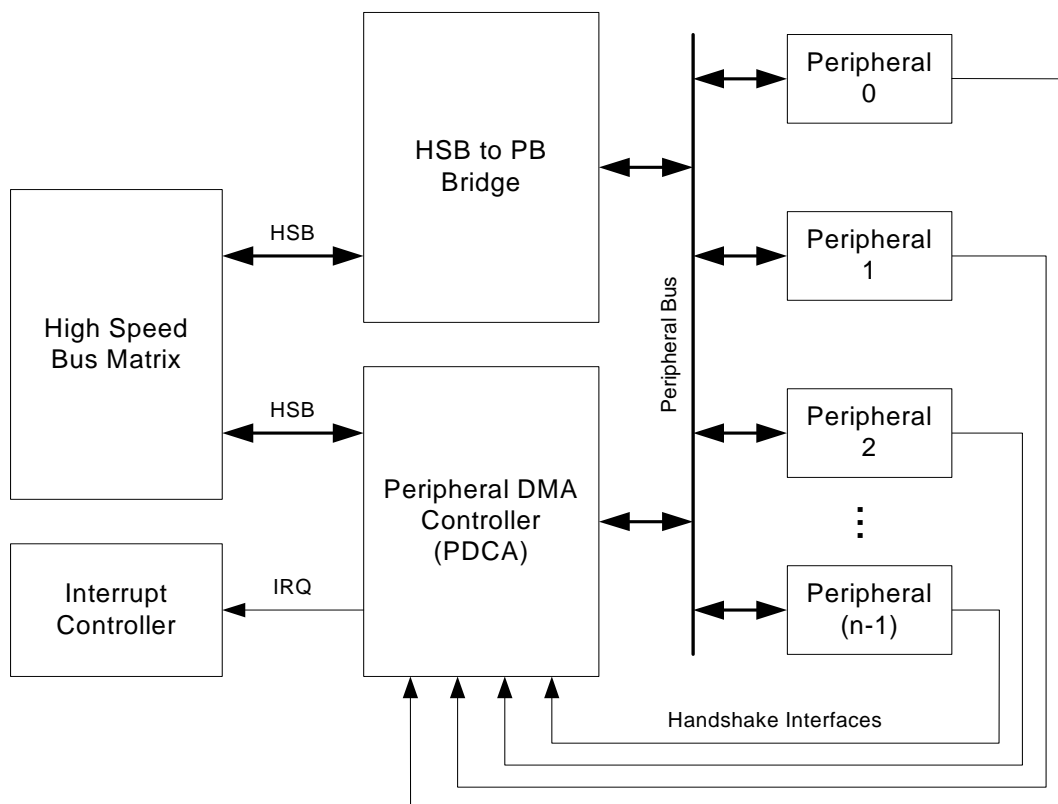 Peripheral
0
HSB to PB
Bridge
HSB
Peripheral
1
High Speed
Bus Matrix
Peripheral Bus
HSB
Peripheral
2
Peripheral DMA
Controller
(PDCA)
⋮
Interrupt
Controller
IRQ
Peripheral
(n-1)
Handshake Interfaces